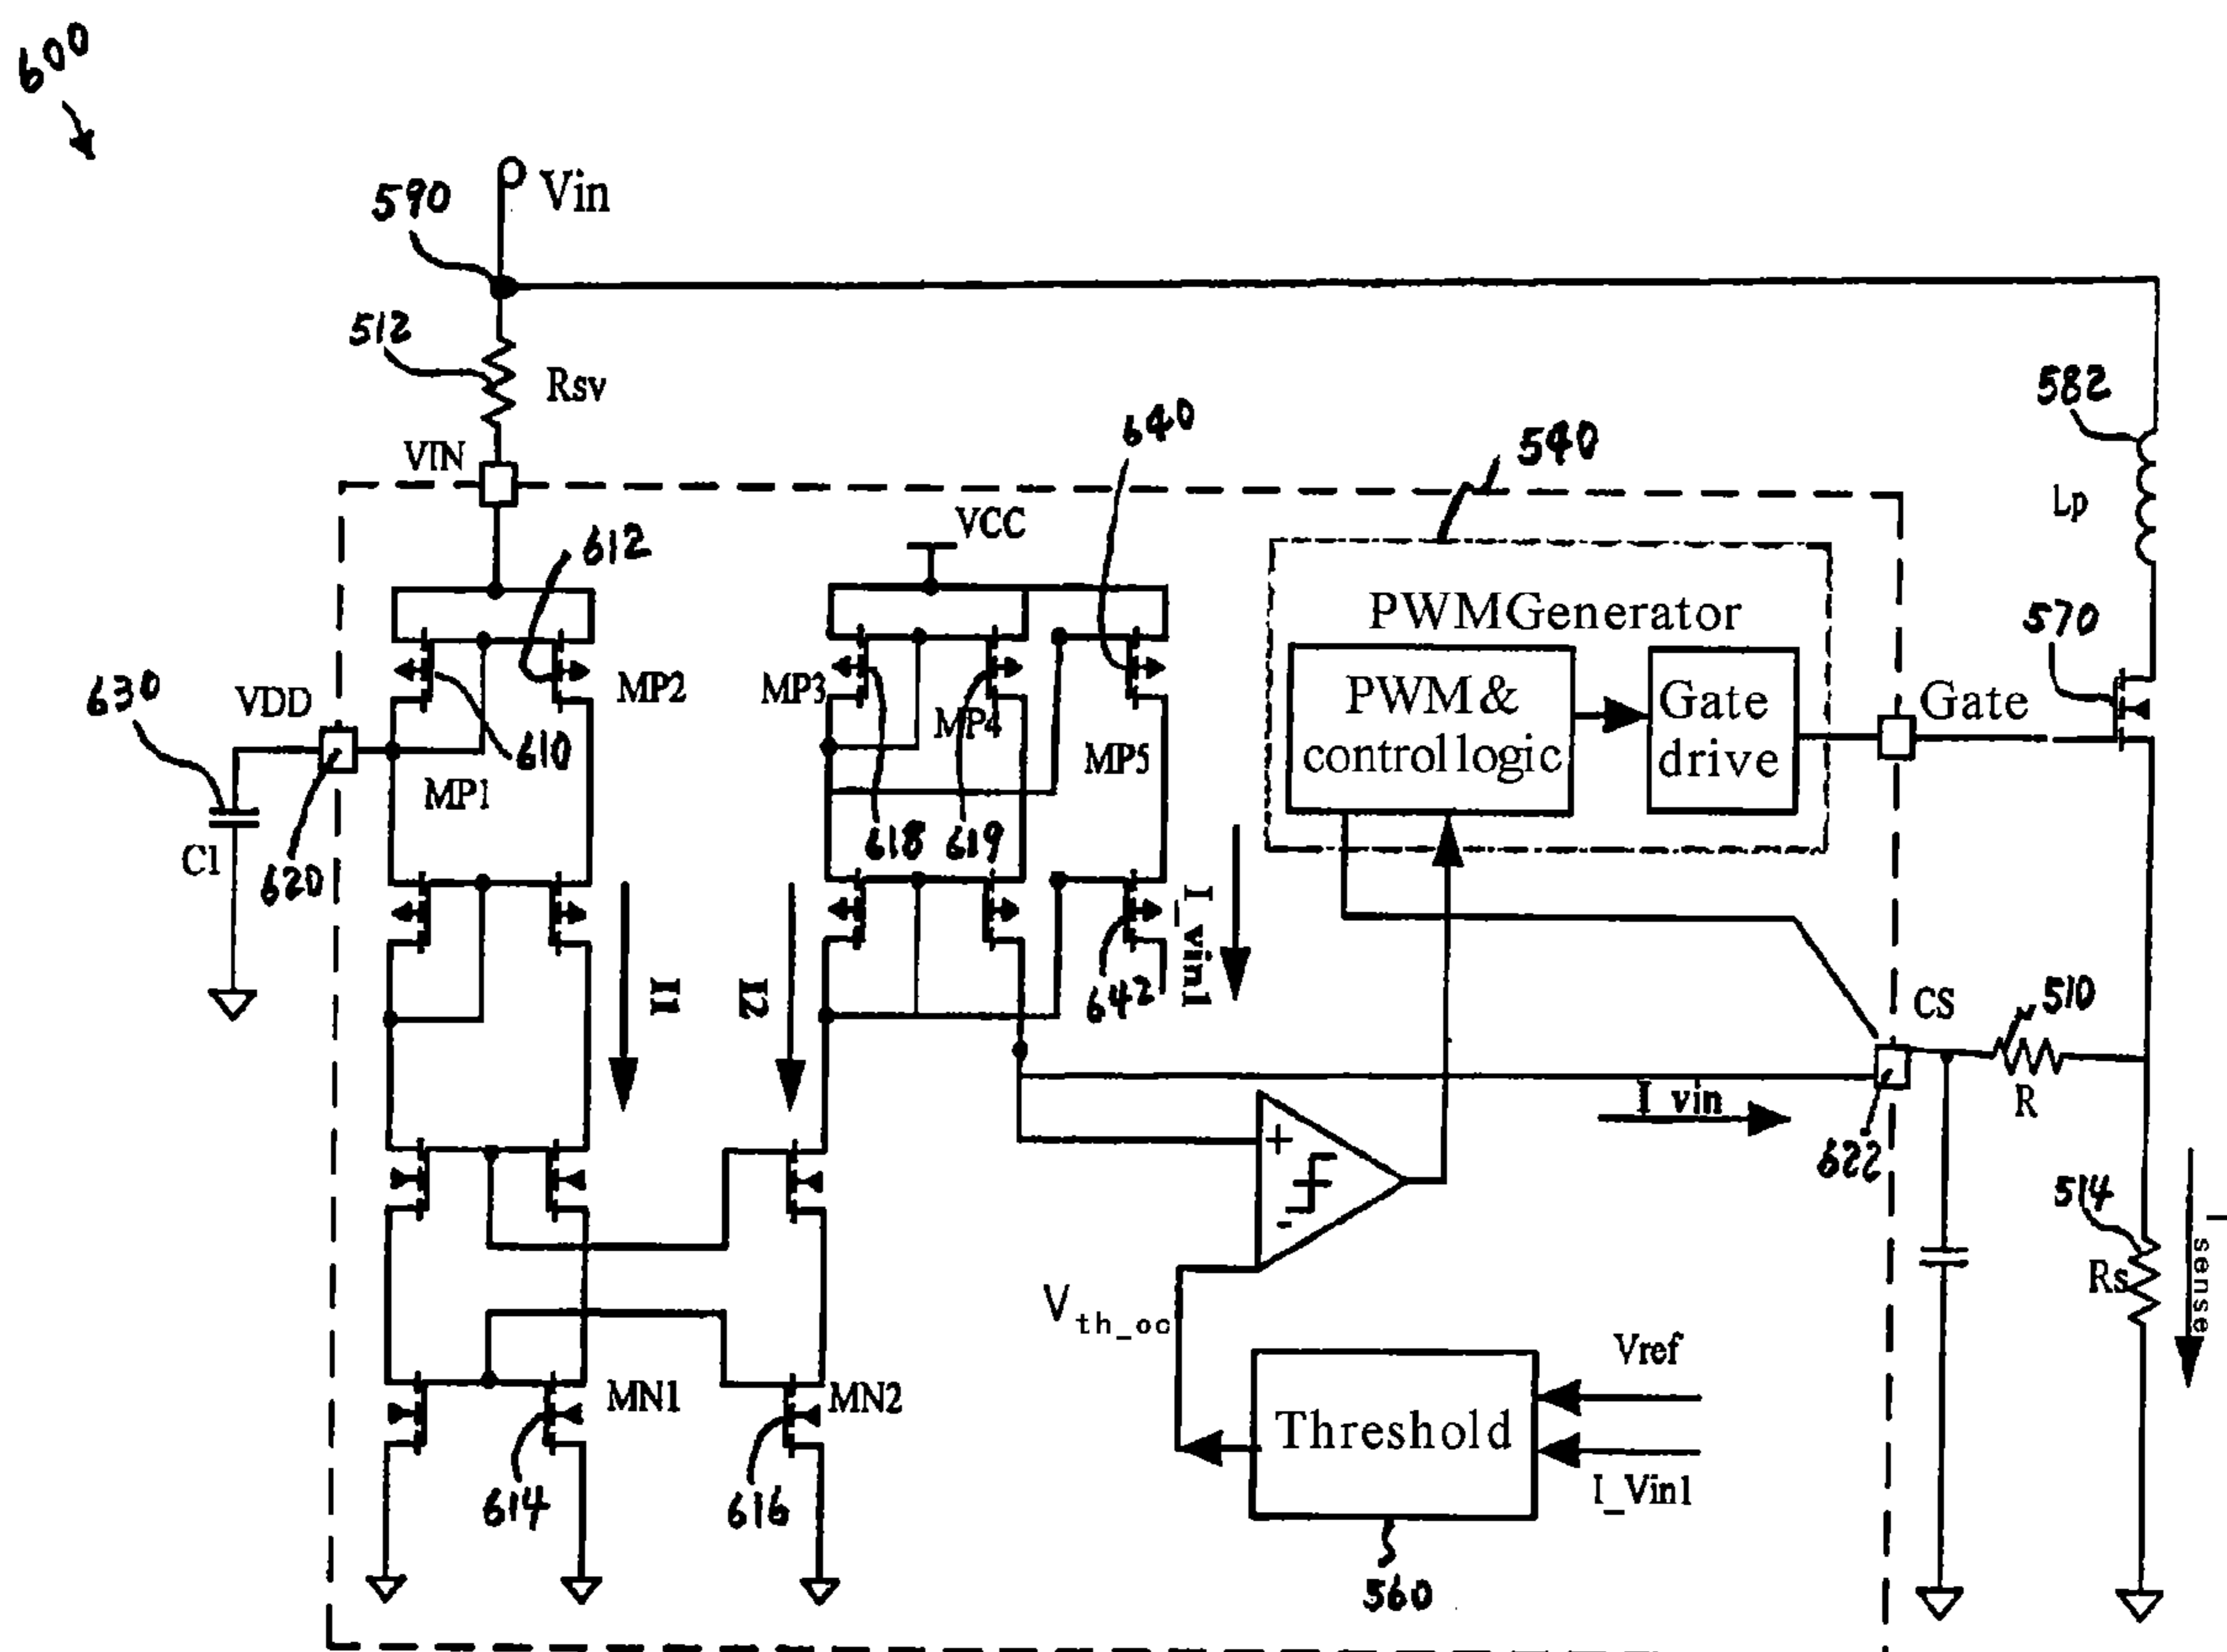 600
Vin
590
512
Rsv
VIN
640
540
582
Lp
VCC
612
PWMGenerator
570
630
VDD
MP2
MP3
MP4
PWM &
control logic
Gate
drive
Gate
610
MP1
MP5
C1
620
618
619
I1
I2
I_vin1
642
CS
510
R
I_vin
+
-
622
514
Rs
I_sense
Vth_oc
Vref
MN1
MN2
Threshold
I_Vin1
614
616
560